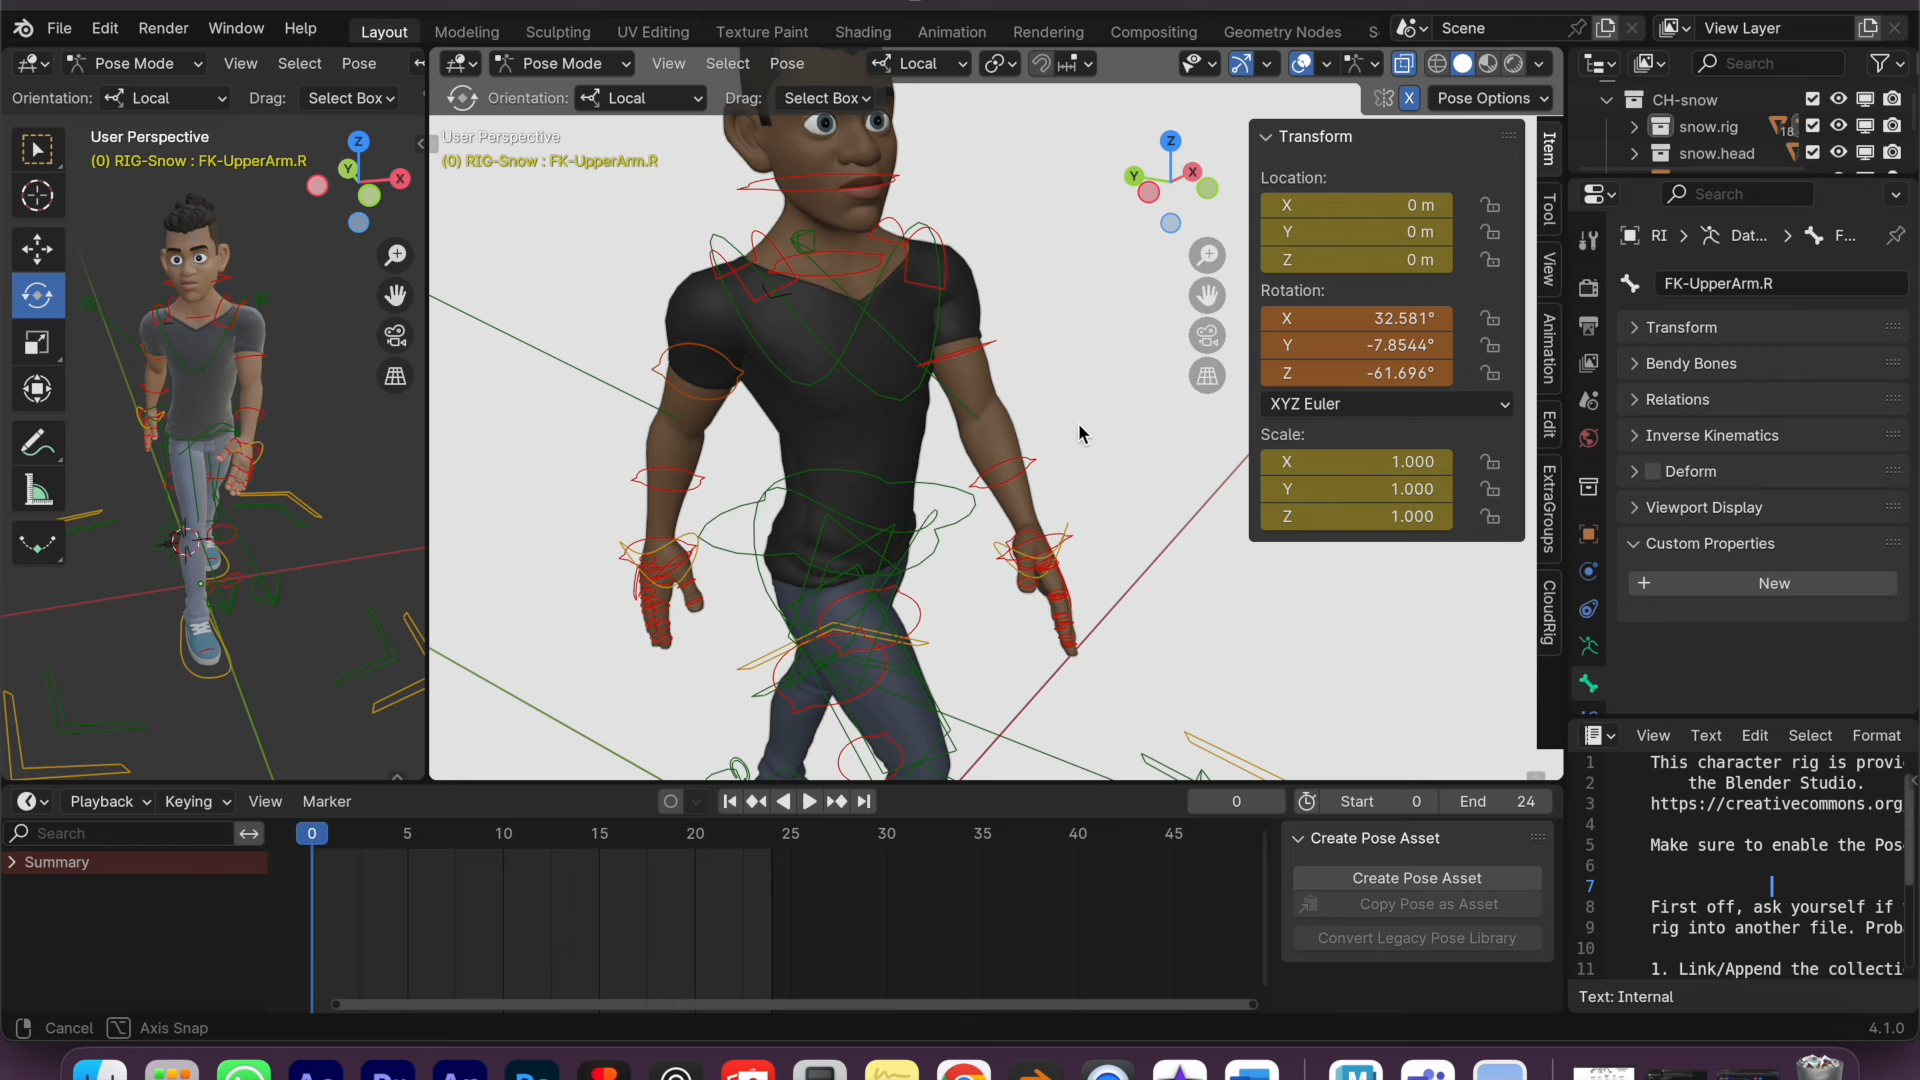 File Edit Render Window Help Layout Modeling Sculpting UV Editing Texture Paint Shading Animation Rendering Compositing Geometry Nodes S Scene View Layer
Pose Mode View Select Pose
Orientation: Local Drag: Select Box
User Perspective
(0) RIG-Snow : FK-UpperArm.R
Z
Y
X
Pose Mode View Select Pose Local
Orientation: Local Drag: Select Box X Pose Options
User Perspective
(0) RIG-Snow : FK-UpperArm.R
Z
Y
X
Transform
Location:
X 0 m
Y 0 m
Z 0 m
Rotation:
X 32.581°
Y -7.8544°
Z -61.696°
XYZ Euler
Scale:
X 1.000
Y 1.000
Z 1.000
Item
Tool
View
Animation
Edit
ExtraGroups
CloudRig
Search
CH-snow
snow.rig 18
snow.head
Search
RI Dat... F...
FK-UpperArm.R
Transform
Bendy Bones
Relations
Inverse Kinematics
Deform
Viewport Display
Custom Properties
New
View Text Edit Select Format
1 This character rig is provi
2 the Blender Studio.
3 https://creativecommons.org
4
5 Make sure to enable the Pos
6
7
8 First off, ask yourself if
9 rig into another file. Prob
10
11 1. Link/Append the collecti
Text: Internal
Playback Keying View Marker 0 Start 0 End 24
Search 0 5 10 15 20 25 30 35 40 45
Summary
Create Pose Asset
Create Pose Asset
Copy Pose as Asset
Convert Legacy Pose Library
Cancel Axis Snap 4.1.0